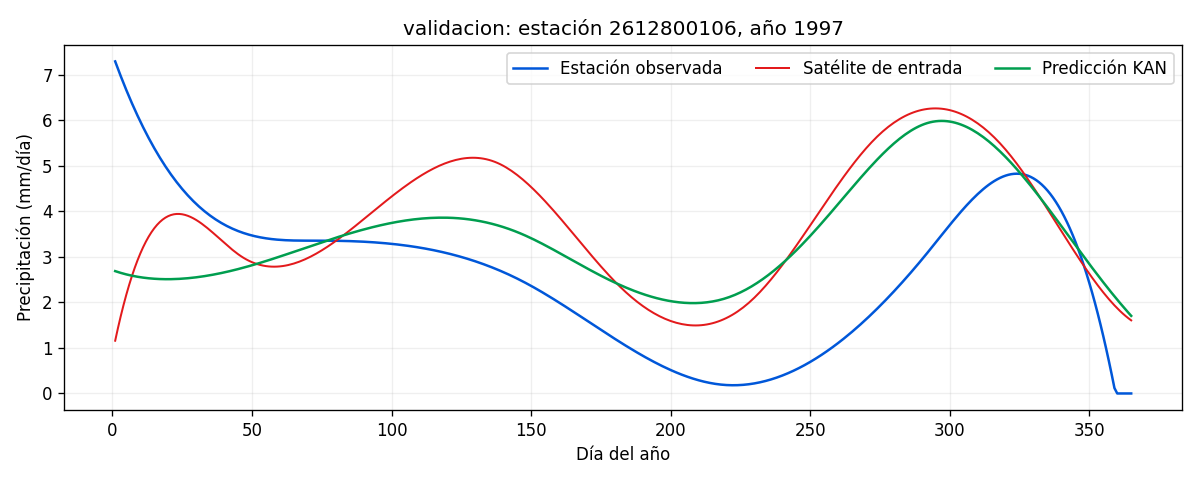 validacion: estación 2612800106, año 1997
Estación observada
Satélite de entrada
Predicción KAN
Precipitación (mm/día)
7
6
5
4
3
2
1
0
0 50 100 150 200 250 300 350
Día del año